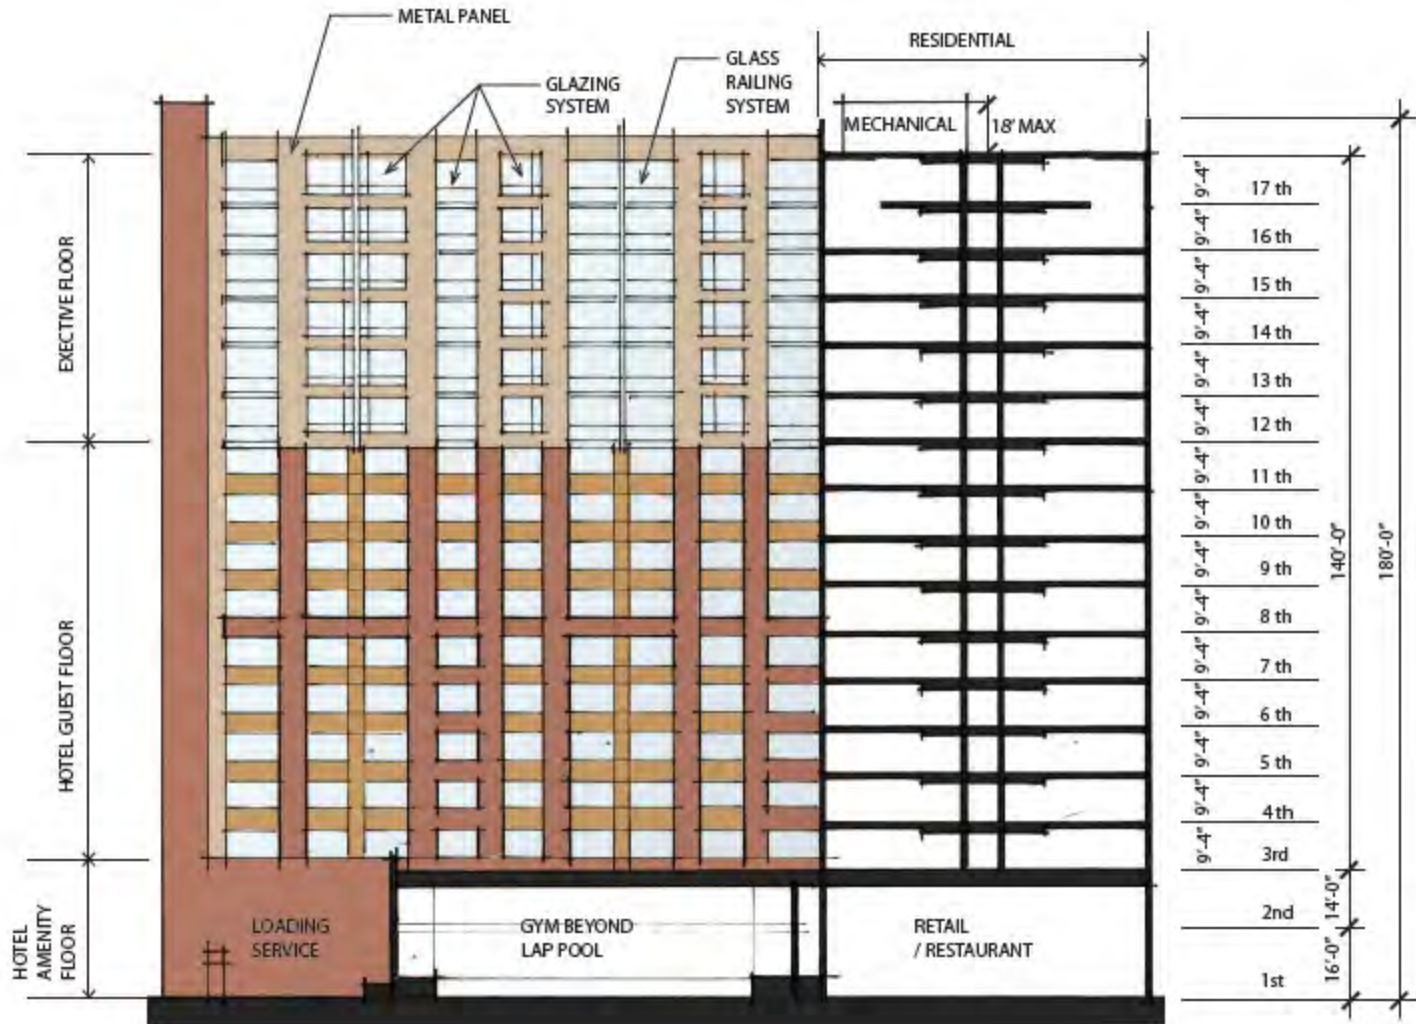 METAL PANEL
GLAZING
SYSTEM
GLASS
RAILING
SYSTEM
RESIDENTIAL
MECHANICAL
18' MAX
EXECTIVE FLOOR
HOTEL GUEST FLOOR
HOTEL
AMENITY
FLOOR
LOADING
SERVICE
GYM BEYOND
LAP POOL
RETAIL
/ RESTAURANT
9'-4" 17 th
9'-4" 16 th
9'-4" 15 th
9'-4" 14 th
9'-4" 13 th
9'-4" 12 th
9'-4" 11 th
9'-4" 10 th
9'-4" 9 th
9'-4" 8 th
9'-4" 7 th
9'-4" 6 th
9'-4" 5 th
9'-4" 4 th
9'-4" 3rd
2nd 14'-0"
1st 16'-0"
140'-0"
180'-0"